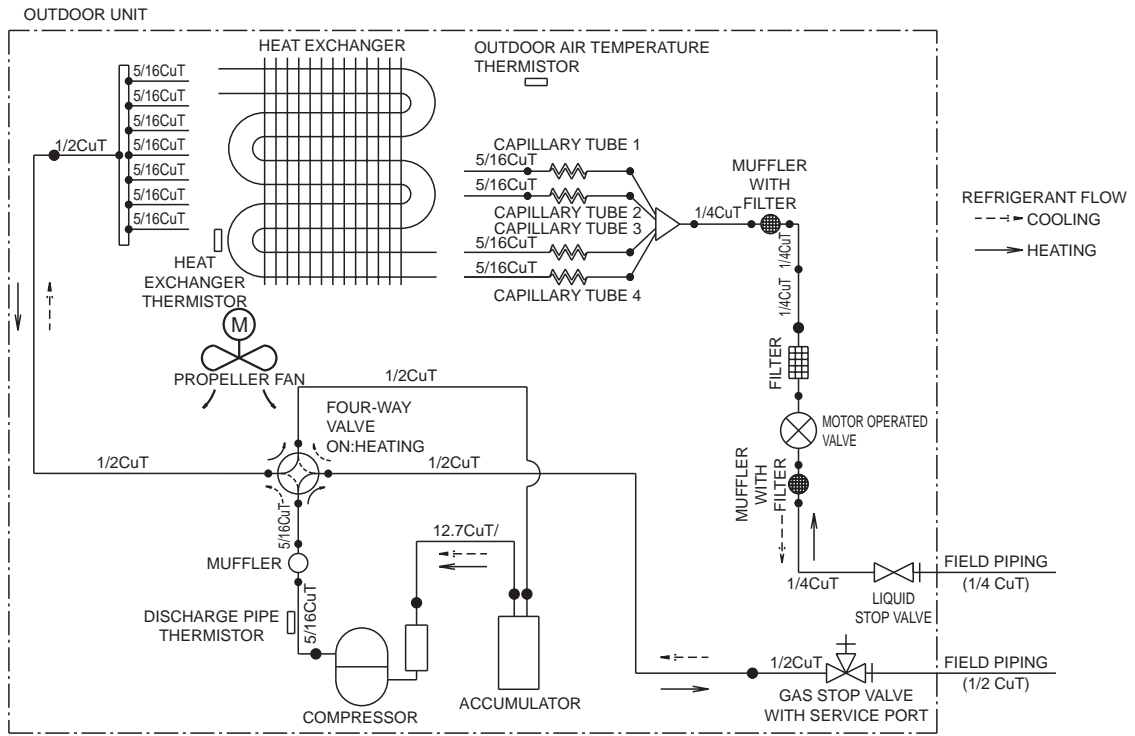 OUTDOOR UNIT
HEAT EXCHANGER
OUTDOOR AIR TEMPERATURE
THERMISTOR
5/16CuT
5/16CuT
5/16CuT
5/16CuT
5/16CuT
5/16CuT
5/16CuT
1/2CuT
CAPILLARY TUBE 1
5/16CuT
5/16CuT
CAPILLARY TUBE 2
CAPILLARY TUBE 3
5/16CuT
5/16CuT
CAPILLARY TUBE 4
MUFFLER
WITH
FILTER
1/4CuT
1/4CuT
1/4CuT
REFRIGERANT FLOW
COOLING
HEATING
HEAT
EXCHANGER
THERMISTOR
M
PROPELLER FAN
FILTER
MOTOR OPERATED
VALVE
MUFFLER
WITH
FILTER
1/2CuT
FOUR-WAY
VALVE
ON:HEATING
1/2CuT
1/2CuT
5/16CuT
MUFFLER
12.7CuT/
DISCHARGE PIPE
THERMISTOR
5/16CuT
COMPRESSOR
ACCUMULATOR
1/4CuT
LIQUID
STOP VALVE
FIELD PIPING
(1/4 CuT)
1/2CuT
GAS STOP VALVE
WITH SERVICE PORT
FIELD PIPING
(1/2 CuT)